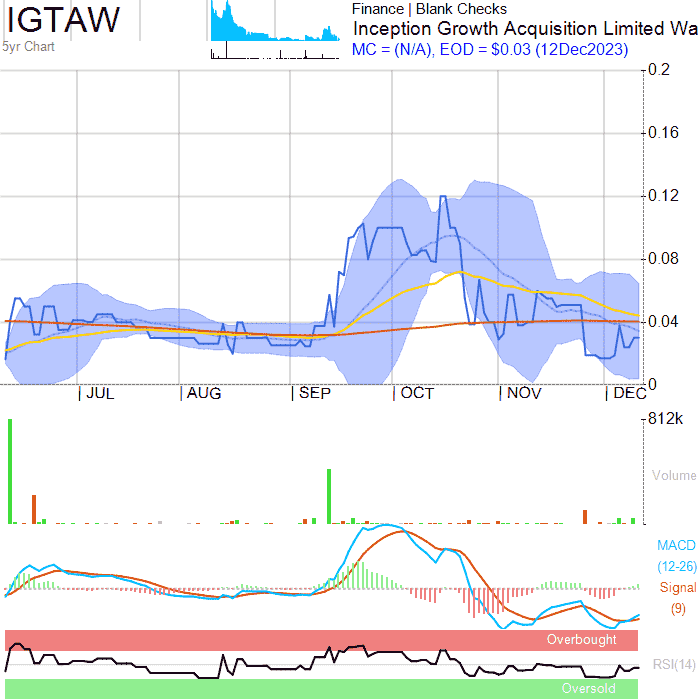 IGTAW
5yr Chart
Finance | Blank Checks
Inception Growth Acquisition Limited Wa
MC = (N/A), EOD = $0.03 (12Dec2023)
0.2
0.16
0.12
0.08
0.04
0
JUL
AUG
SEP
OCT
NOV
DEC
812k
Volume
MACD
(12-26)
Signal
(9)
Overbought
RSI(14)
Oversold